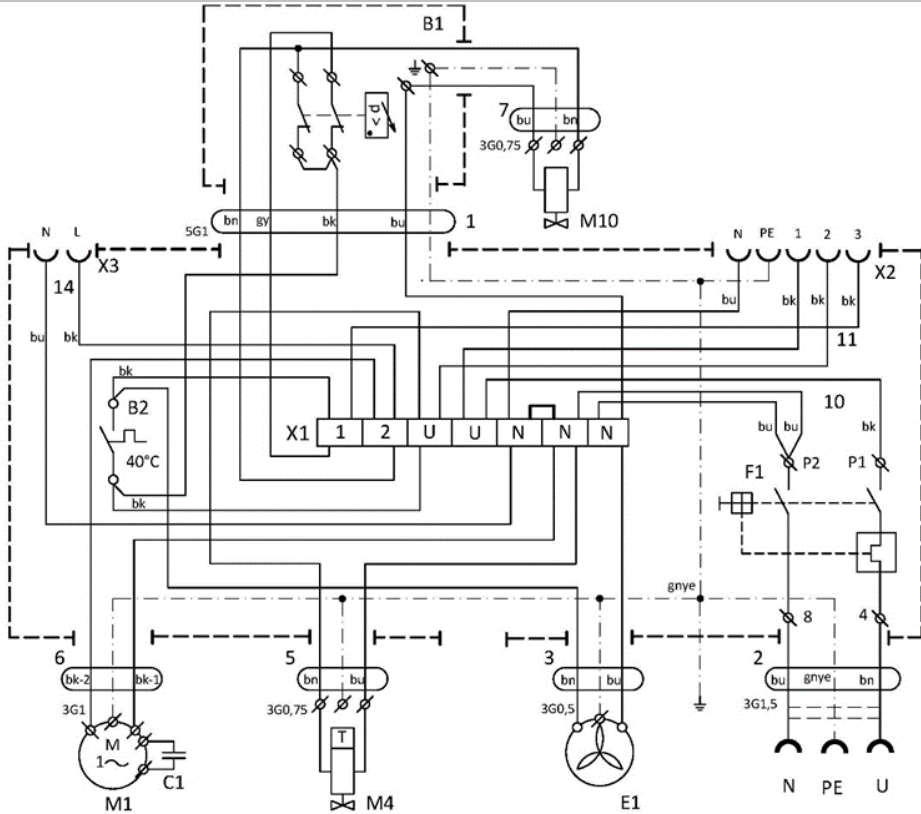 B1
< d
7
bu bn
3G0,75
M10
bn gy bk bu 1
5G1
N L
X3
14
N PE 1 2 3
X2
bu bk bk bk
11
bu bk
bk
B2
40°C
bk
X1 1 2 U U N N N
10
bu bu bk
P2 P1
F1
gnye
8 4
6
bk-2 bk-1
3G1
M
1~
C1
M1
5
bn bu
3G0,75
T
M4
3
bn bu
3G0,5
E1
2
bu gnye bn
3G1,5
N PE U